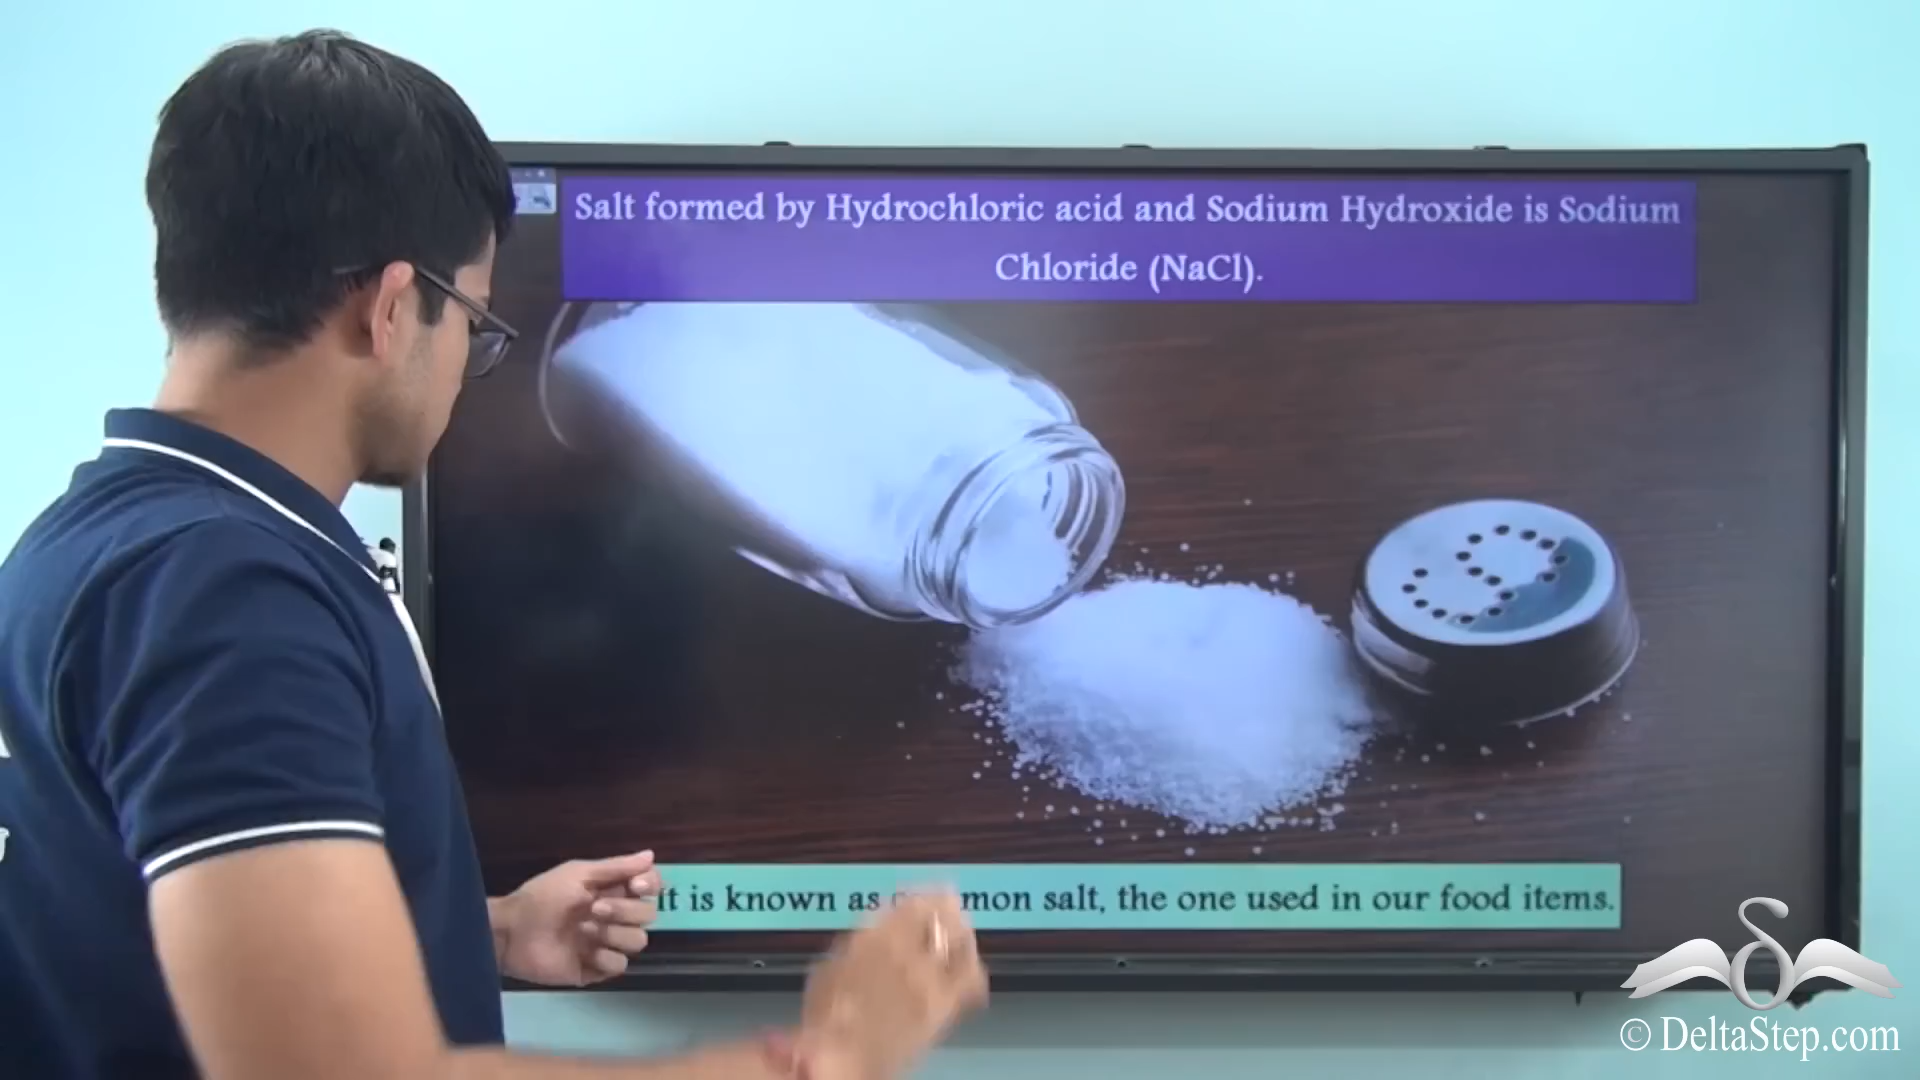 Salt formed by Hydrochloric acid and Sodium Hydroxide is Sodium
Chloride (NaCl).
it is known as common salt, the one used in our food items.
© DeltaStep.com